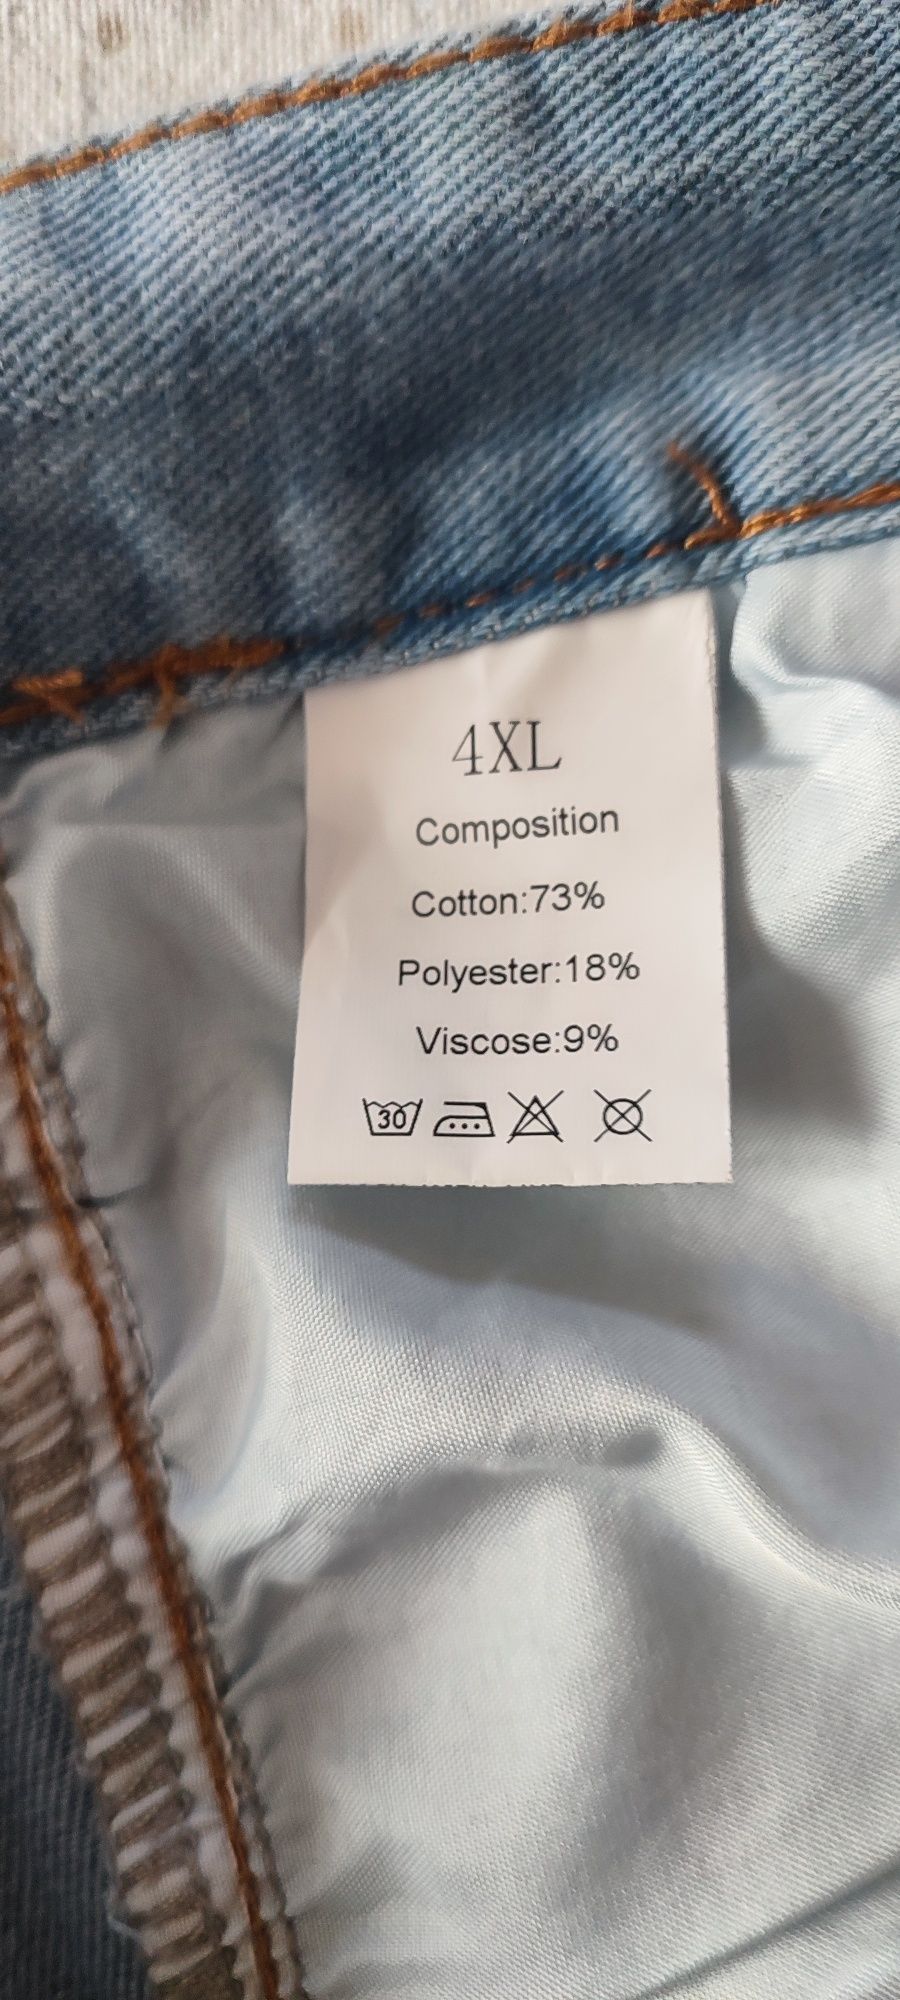 4XL
Composition
Cotton:73%
Polyester:18%
Viscose:9%
30